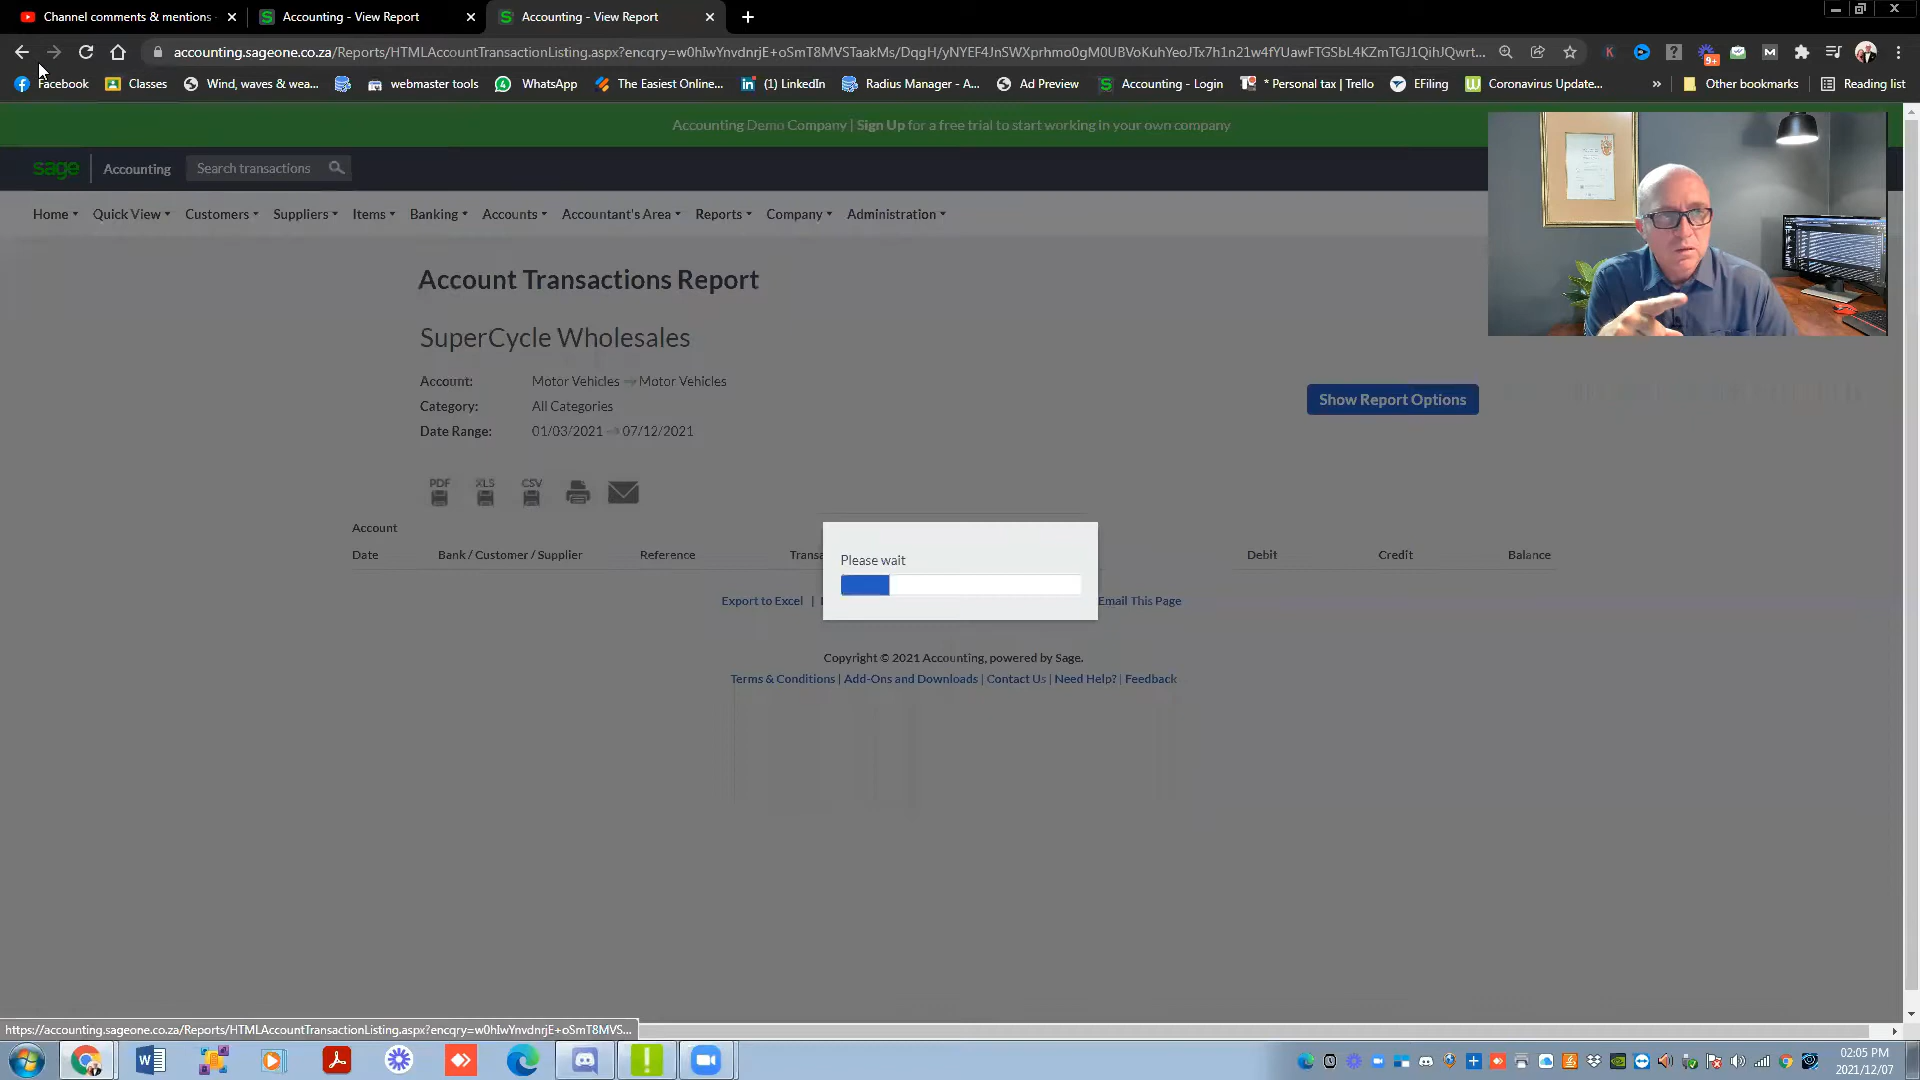 Channel comments & mentions
Accounting - View Report
Accounting - View Report
accounting.sageone.co.za/Reports/HTMLAccountTransactionListing.aspx?encqry=w0hIwYnvdnrjE+oSmT8MVSTaakMs/DqgH/yNYEF4JnSWXprhmo0gM0UBVoKuhYeoJTx7h1n21w4fYUawFTGSbL4KZmTGJ1QihJQwrt...
9+
Facebook
Classes
Wind, waves & wea...
webmaster tools
WhatsApp
The Easiest Online...
(1) LinkedIn
Radius Manager - A...
Ad Preview
Accounting - Login
* Personal tax | Trello
EFiling
Coronavirus Update...
»
Other bookmarks
Reading list
Accounting Demo Company | Sign Up for a free trial to start working in your own company
sage Accounting Search transactions
Home Quick View Customers Suppliers Items Banking Accounts Accountant's Area Reports Company Administration
Account Transactions Report
SuperCycle Wholesales
Account: Motor Vehicles Motor Vehicles
Category: All Categories
Date Range: 01/03/2021 07/12/2021
Show Report Options
PDF XLS CSV
Account
Date Bank / Customer / Supplier Reference Transa Debit Credit Balance
Please wait
Export to Excel | Email This Page
Copyright © 2021 Accounting, powered by Sage.
Terms & Conditions | Add-Ons and Downloads | Contact Us | Need Help? | Feedback
https://accounting.sageone.co.za/Reports/HTMLAccountTransactionListing.aspx?encqry=w0hIwYnvdnrjE+oSmT8MVS...
02:05 PM
2021/12/07